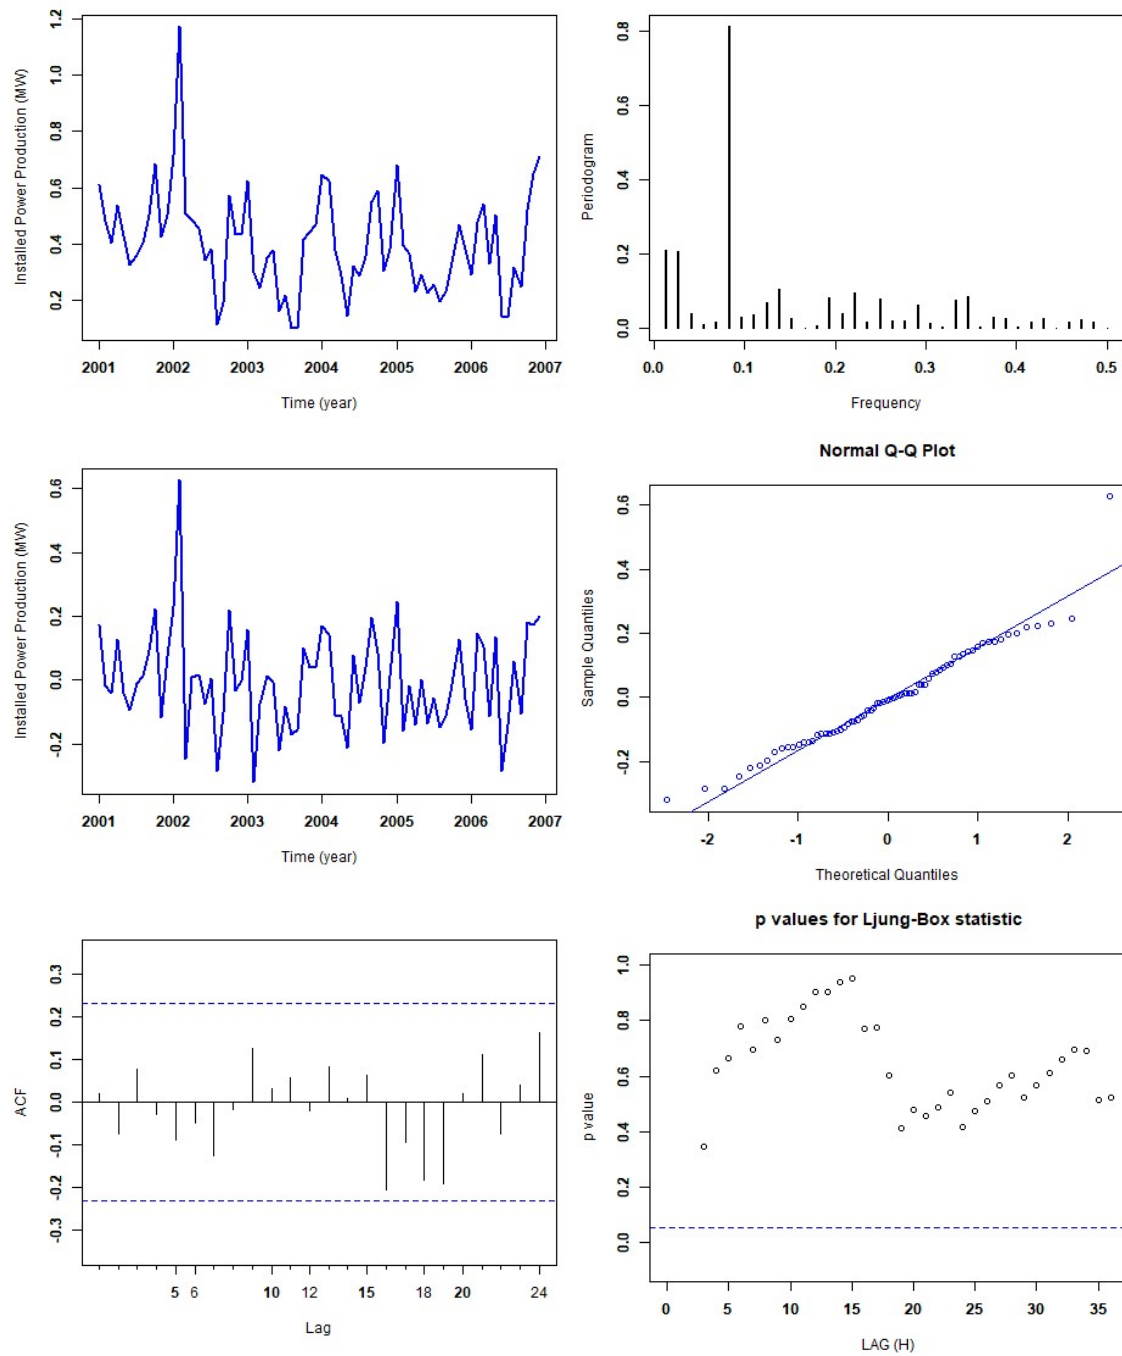 Installed Power Production (MW)
1.2
1.0
0.8
0.6
0.4
0.2
2001 2002 2003 2004 2005 2006 2007
Time (year)
Periodogram
0.8
0.6
0.4
0.2
0.0
0.0 0.1 0.2 0.3 0.4 0.5
Frequency
Installed Power Production (MW)
0.6
0.4
0.2
0.0
-0.2
2001 2002 2003 2004 2005 2006 2007
Time (year)
Normal Q-Q Plot
Sample Quantiles
0.6
0.4
0.2
0.0
-0.2
-2 -1 0 1 2
Theoretical Quantiles
ACF
0.3
0.2
0.1
0.0
-0.1
-0.2
-0.3
5 6 10 12 15 18 20 24
Lag
p values for Ljung-Box statistic
p value
1.0
0.8
0.6
0.4
0.2
0.0
0 5 10 15 20 25 30 35
LAG (H)